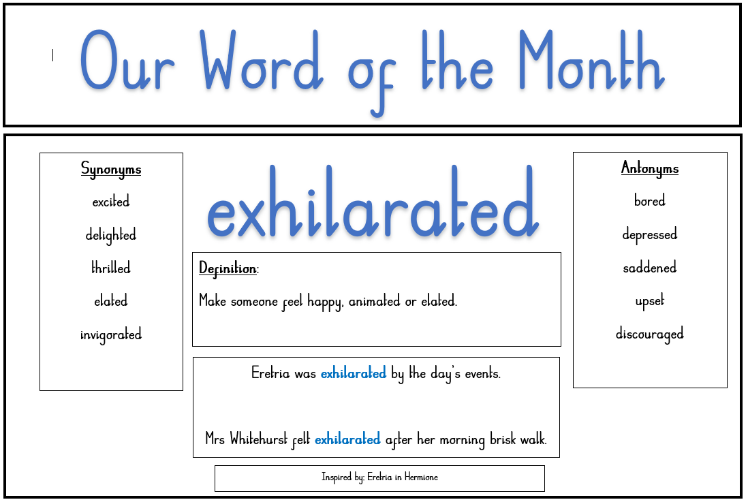 Our Word of the Month
Synonyms
excited
delighted
thrilled
elated
invigorated
exhilarated
Definition:
Make someone feel happy, animated or elated.
Eretria was exhilarated by the day's events.
Mrs Whitehurst felt exhilarated after her morning brisk walk.
Inspired by: Eretria in Hermione
Antonyms
bored
depressed
saddened
upset
discouraged